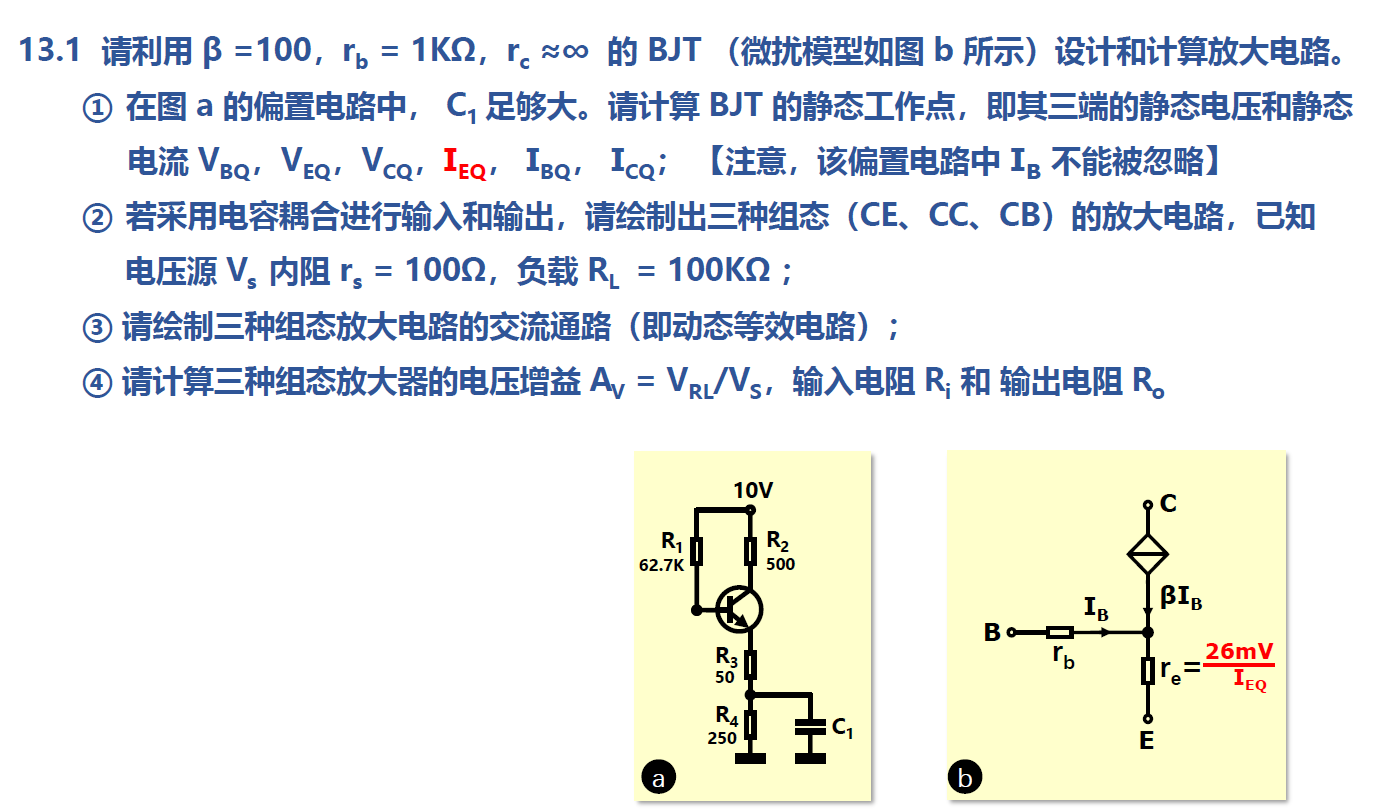 13.1 请利用 β =100，rb = 1KΩ，rc ≈∞ 的 BJT （微扰模型如图 b 所示）设计和计算放大电路。
① 在图 a 的偏置电路中， C1 足够大。请计算 BJT 的静态工作点，即其三端的静态电压和静态
电流 VBQ，VEQ，VCQ，IEQ， IBQ， ICQ； 【注意，该偏置电路中 IB 不能被忽略】
② 若采用电容耦合进行输入和输出，请绘制出三种组态（CE、CC、CB）的放大电路，已知
电压源 Vs 内阻 rs = 100Ω，负载 RL = 100KΩ；
③ 请绘制三种组态放大电路的交流通路（即动态等效电路）；
④ 请计算三种组态放大器的电压增益 AV = VRL/VS，输入电阻 Ri 和 输出电阻 Ro。
10V
R1
62.7K
R2
500
R3
50
R4
250
C1
a
C
βIB
IB
B
rb
re=
26mV
IEQ
E
b